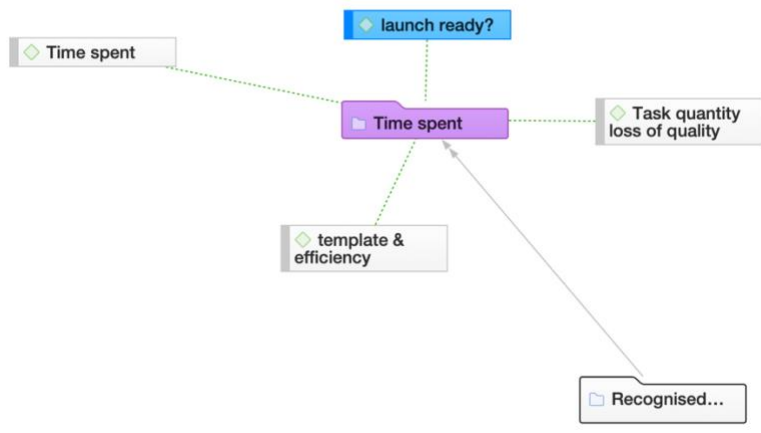 launch ready?
Time spent
Time spent
Task quantity
loss of quality
template &
efficiency
Recognised...